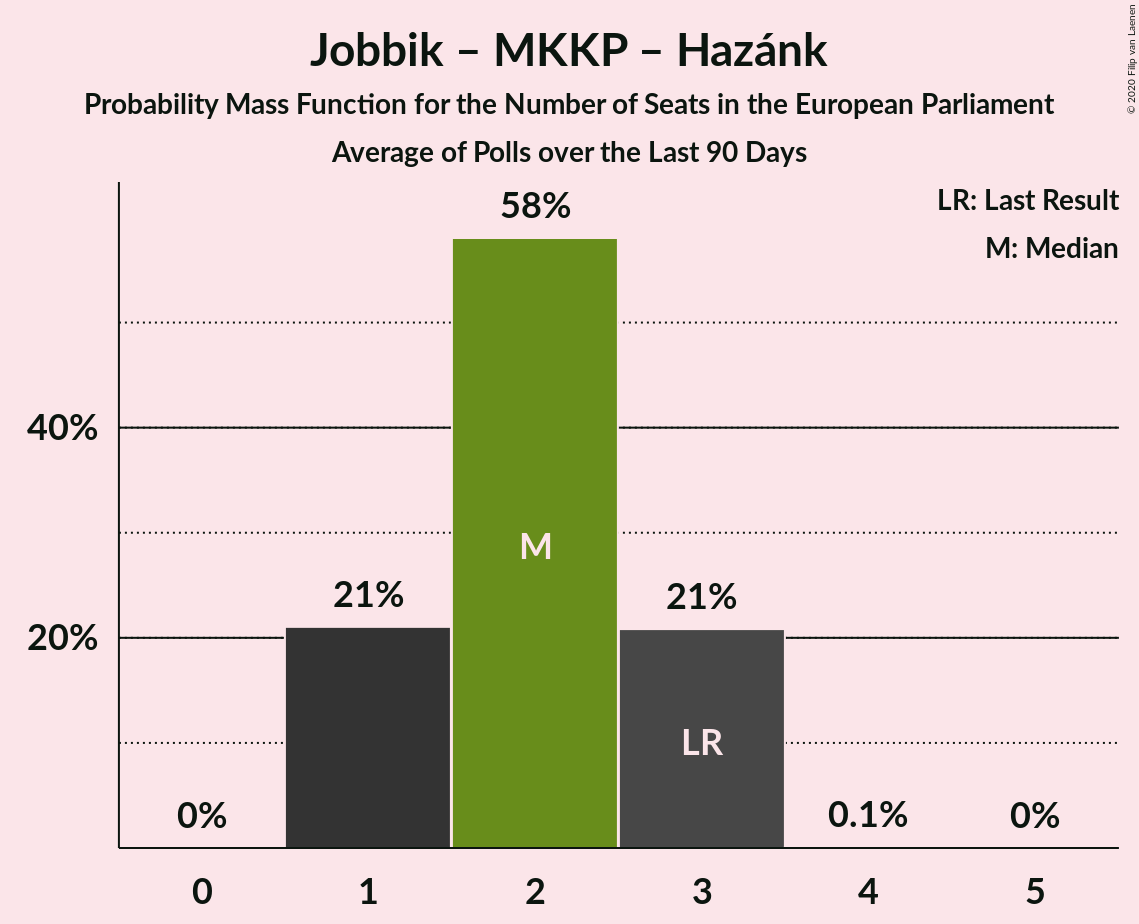 Jobbik – MKKP – Hazánk
Probability Mass Function for the Number of Seats in the European Parliament
Average of Polls over the Last 90 Days
© 2020 Filip van Laenen
LR: Last Result
M: Median
58%
40%
M
21%
21%
20%
LR
0%
0.1%
0%
0 1 2 3 4 5